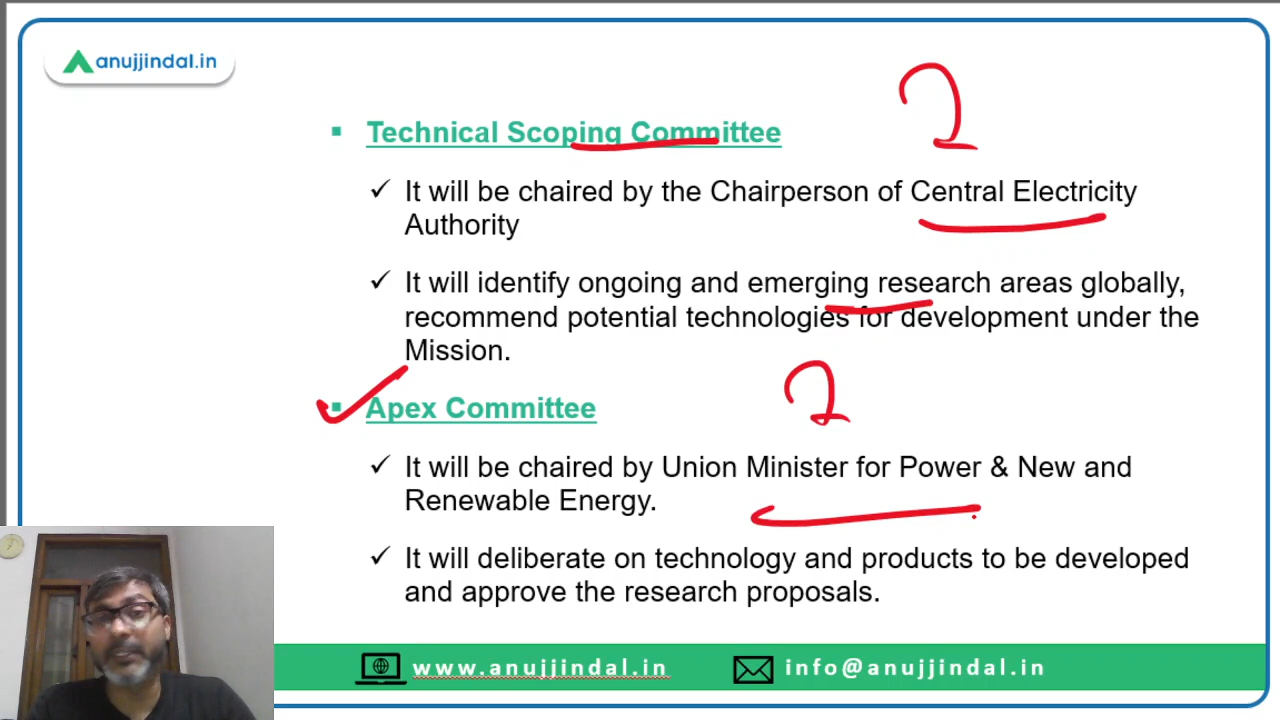 anujjindal.in
Technical Scoping Committee
2
It will be chaired by the Chairperson of Central Electricity
Authority
It will identify ongoing and emerging research areas globally,
recommend potential technologies for development under the
Mission.
Apex Committee
2
It will be chaired by Union Minister for Power & New and
Renewable Energy.
It will deliberate on technology and products to be developed
and approve the research proposals.
www.anujjindal.in
info@anujjindal.in